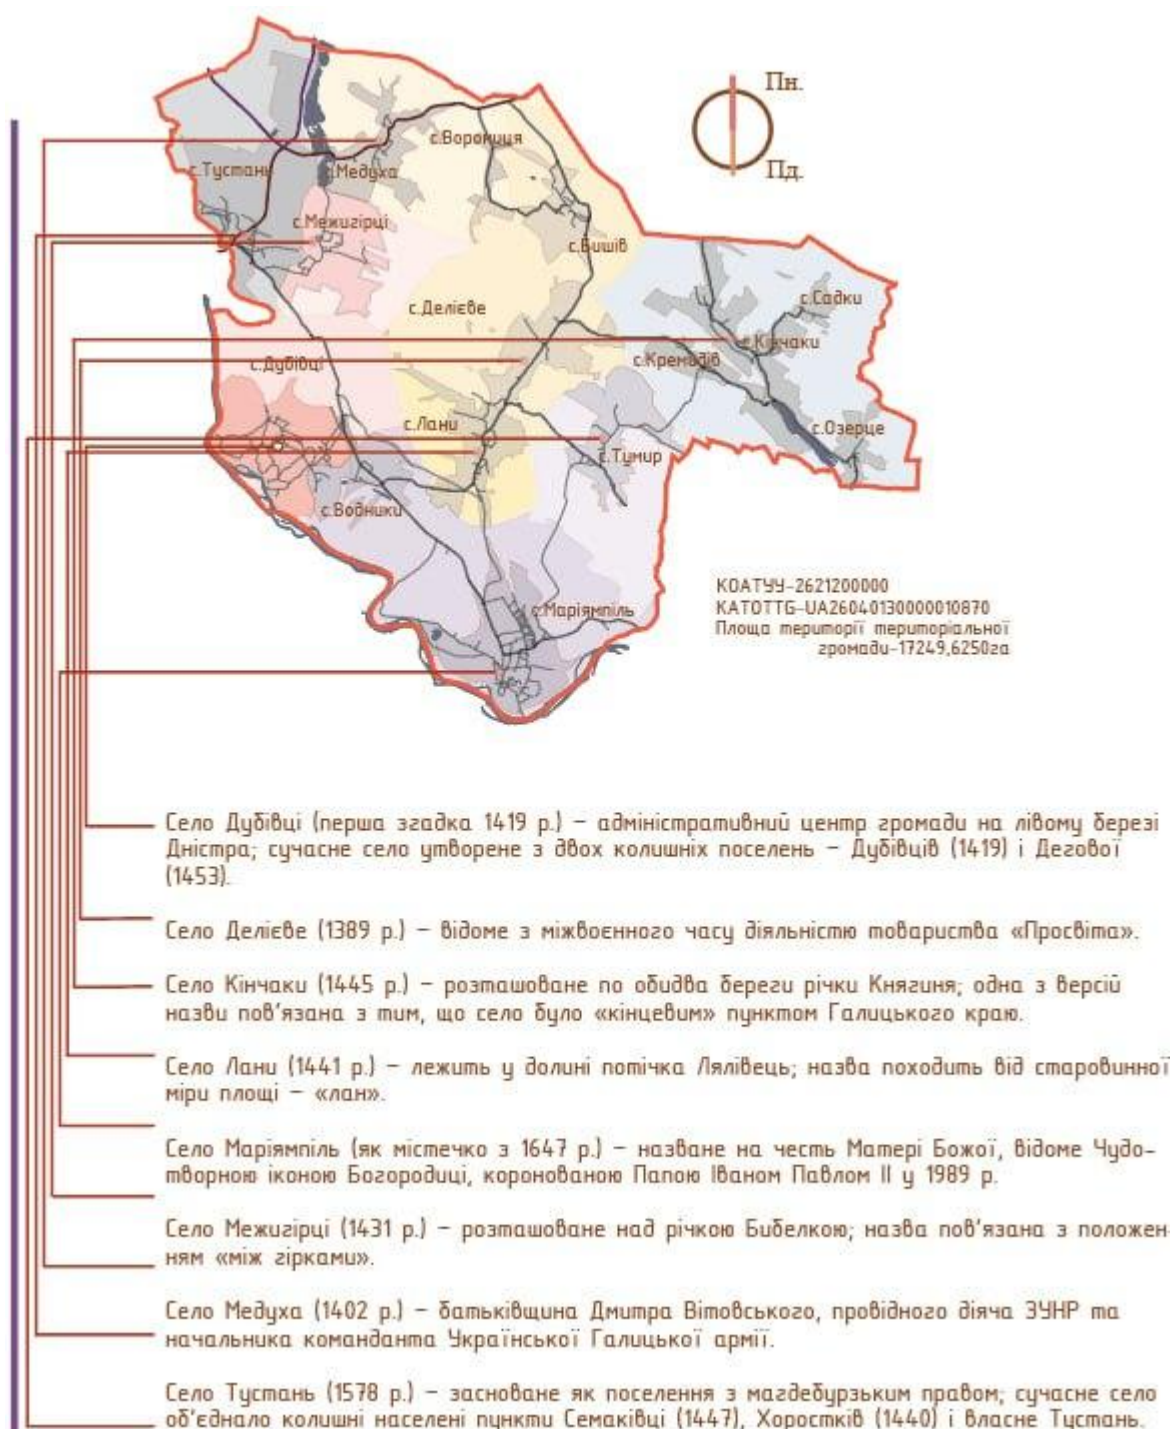 Пн.
Пд.
с.Ворониця
с.Тустань
с.Медуха
с.Межигірці
с.Бишів
с.Делієве
с.Садки
с.Кінчаки
с.Кремидів
с.Дубівці
с.Лани
с.Озерце
с.Тумир
с.Водники
с.Маріямпіль
КОАТУУ-2621200000
КАТОТТБ-UA26040130000010870
Площа території територіальної
громади-17249,6250га
Село Дубівці (перша згадка 1419 р.) – адміністративний центр громади на лівому березі
Дністра; сучасне село утворене з двох колишніх поселень – Дубівців (1419) і Дегової
(1453).
Село Делієве (1389 р.) – відоме з міжвоєнного часу діяльністю товариства «Просвіта».
Село Кінчаки (1445 р.) – розташоване по обидва береги річки Княгиня; одна з версій
назви пов'язана з тим, що село було «кінцевим» пунктом Галицького краю.
Село Лани (1441 р.) – лежить у долині потічка Лялівець; назва походить від старовинної
міри площі – «лан».
Село Маріямпіль (як містечко з 1647 р.) – назване на честь Матері Божої, відоме Чудо-
творною іконою Богородиці, коронованою Папою Іваном Павлом II у 1989 р.
Село Межигірці (1431 р.) – розташоване над річкою Бибелкою; назва пов'язана з положен-
ням «між гірками».
Село Медуха (1402 р.) – батьківщина Дмитра Вітовського, провідного діяча ЗУНР та
начальника команданта Української Галицької армії.
Село Тустань (1578 р.) – засноване як поселення з магдебурзьким правом; сучасне село
об'єднало колишні населені пункти Семаківці (1447), Хоростків (1440) і власне Тустань.